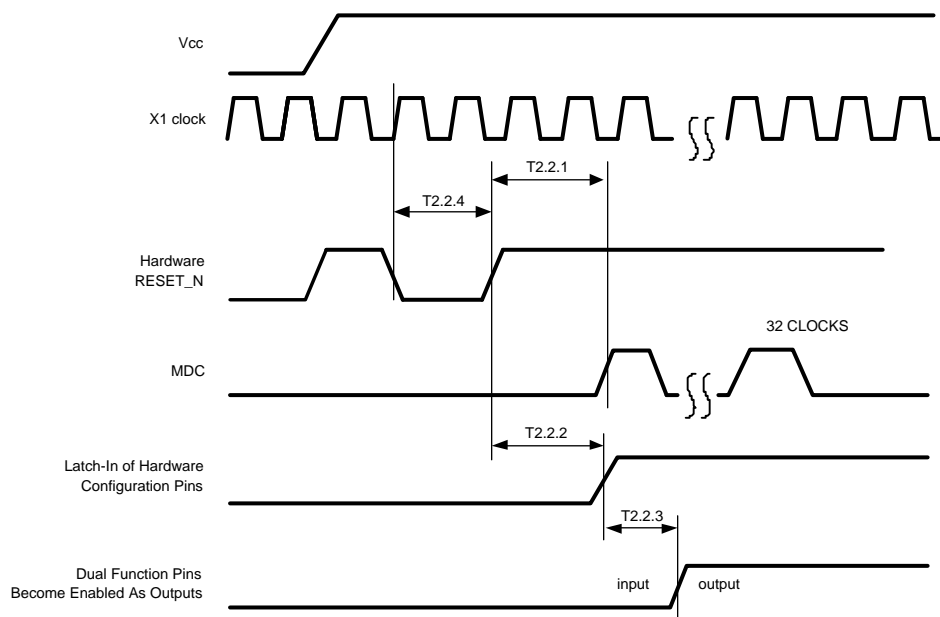 Vcc
X1 clock
T2.2.1
T2.2.4
Hardware
RESET_N
32 CLOCKS
MDC
T2.2.2
Latch-In of Hardware
Configuration Pins
T2.2.3
Dual Function Pins
Become Enabled As Outputs
input
output